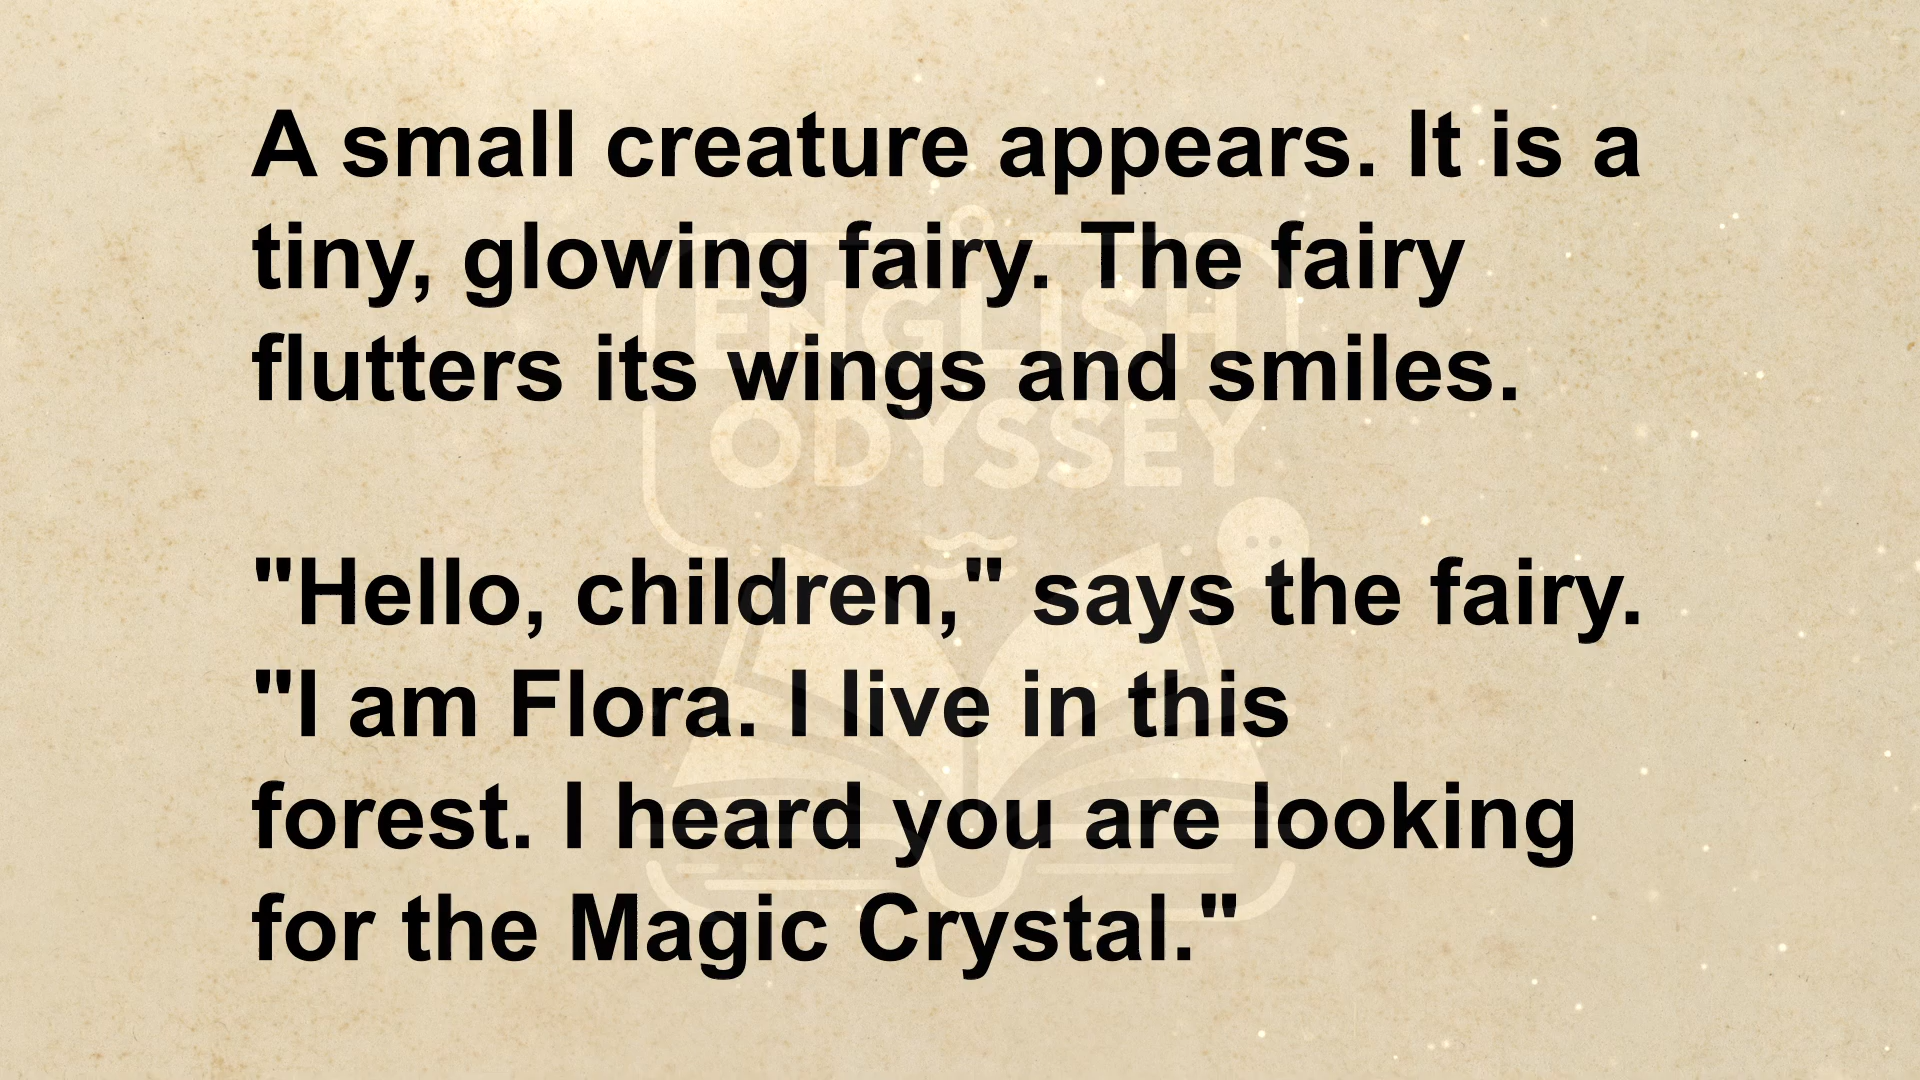 A small creature appears. It is a
tiny, glowing fairy. The fairy
flutters its wings and smiles.
"Hello, children," says the fairy.
"I am Flora. I live in this
forest. I heard you are looking
for the Magic Crystal."
ENGLISH
ODYSSEY